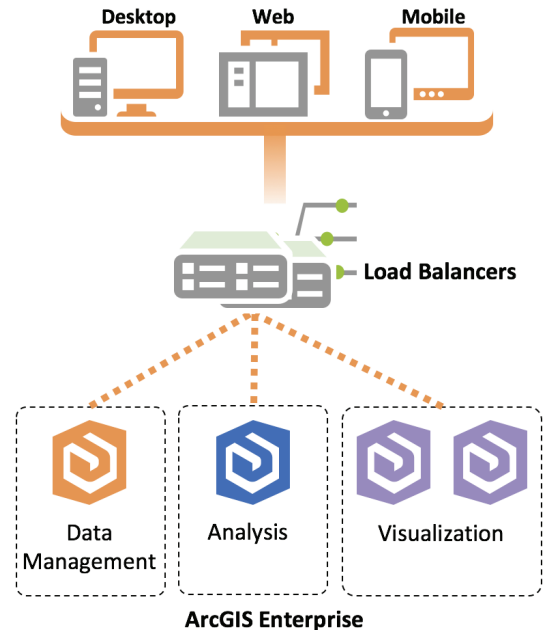 Desktop
Web
Mobile
Load Balancers
Data
Management
Analysis
Visualization
ArcGIS Enterprise